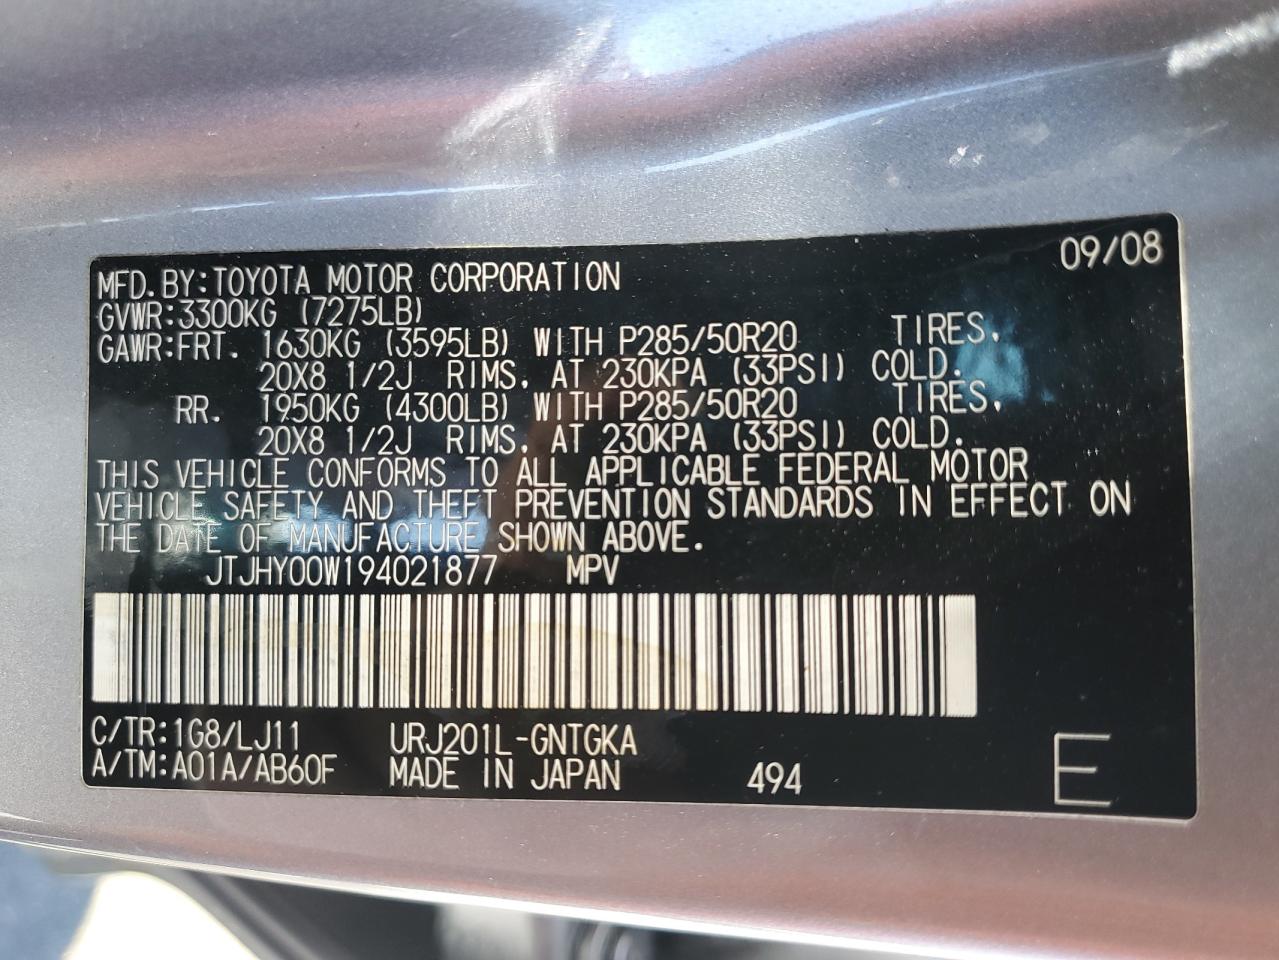 09/08
MFD.BY:TOYOTA MOTOR CORPORATION
GVWR:3300KG (7275LB)
GAWR:FRT. 1630KG (3595LB) WITH P285/50R20 TIRES,
20X8 1/2J RIMS, AT 230KPA (33PSI) COLD.
RR. 1950KG (4300LB) WITH P285/50R20 TIRES,
20X8 1/2J RIMS, AT 230KPA (33PSI) COLD.
THIS VEHICLE CONFORMS TO ALL APPLICABLE FEDERAL MOTOR
VEHICLE SAFETY AND THEFT PREVENTION STANDARDS IN EFFECT ON
THE DATE OF MANUFACTURE SHOWN ABOVE.
JTJHY00W194021877 MPV
C/TR:1G8/LJ11 URJ201L-GNTGKA
A/TM:A01A/AB60F MADE IN JAPAN 494 E